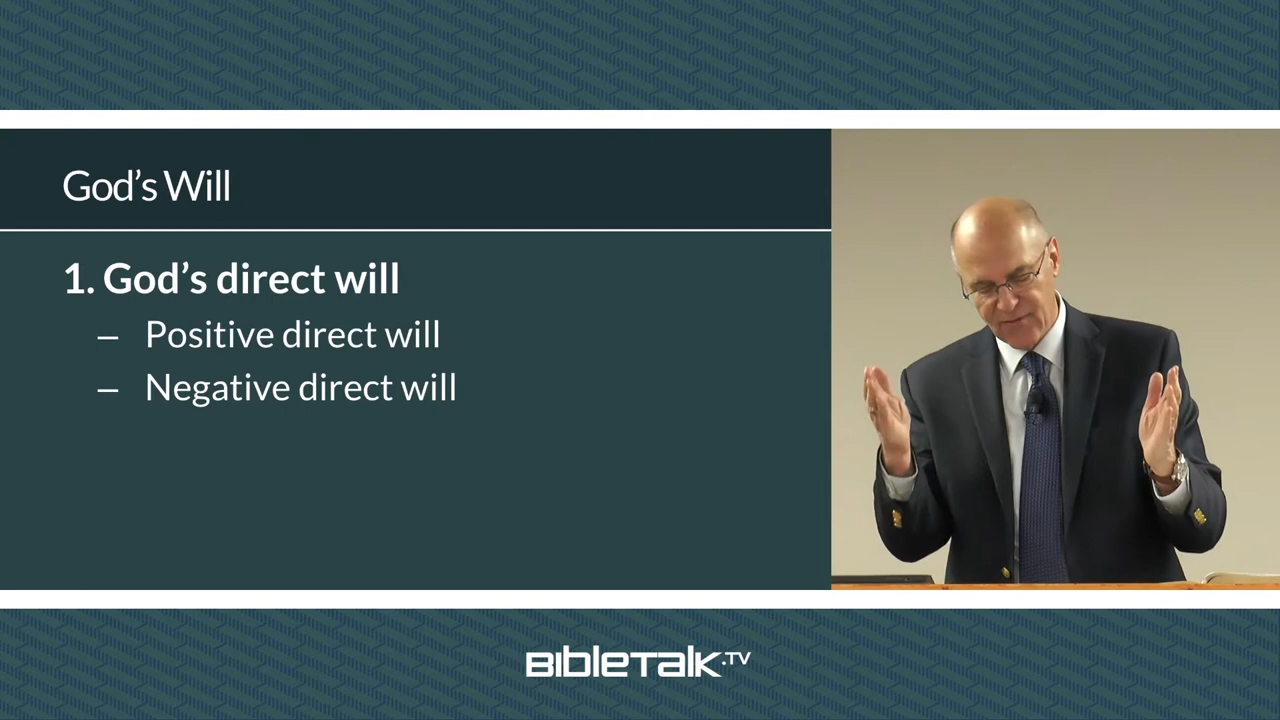 God's Will
1. God's direct will
– Positive direct will
– Negative direct will
BIBLETALK.TV